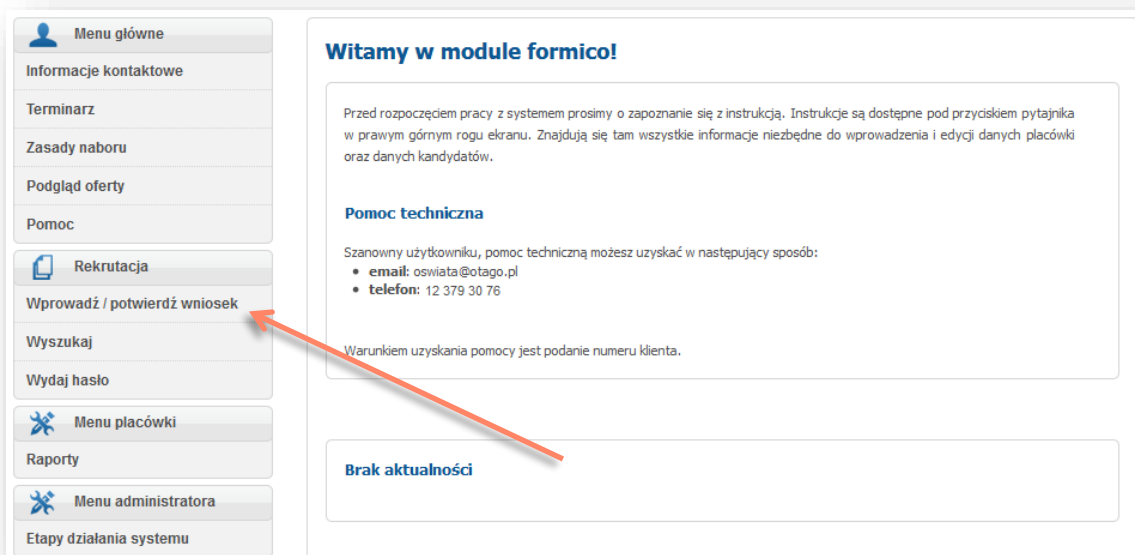 Menu główne
Informacje kontaktowe
Terminarz
Zasady naboru
Podgląd oferty
Pomoc
Rekrutacja
Wprowadź / potwierdź wniosek
Wyszukaj
Wydaj hasło
Menu placówki
Raporty
Menu administratora
Etapy działania systemu
Witamy w module formico!
Przed rozpoczęciem pracy z systemem prosimy o zapoznanie się z instrukcją. Instrukcje są dostępne pod przyciskiem pytajnika
w prawym górnym rogu ekranu. Znajdują się tam wszystkie informacje niezbędne do wprowadzenia i edycji danych placówki
oraz danych kandydatów.
Pomoc techniczna
Szanowny użytkowniku, pomoc techniczną możesz uzyskać w następujący sposób:
• email: oswiata@otago.pl
• telefon: 12 379 30 76
Warunkiem uzyskania pomocy jest podanie numeru klienta.
Brak aktualności